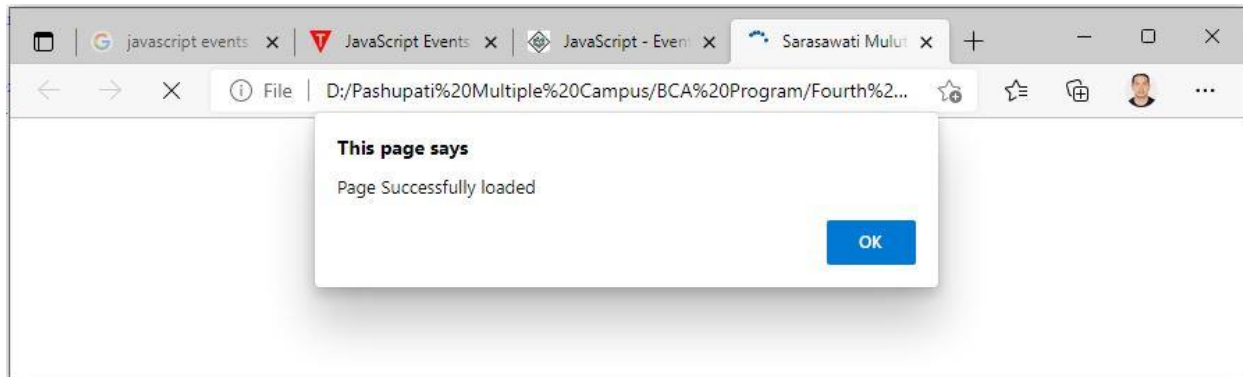 javascript events JavaScript Events JavaScript - Even Sarasawati Mulut
File D:/Pashupati%20Multiple%20Campus/BCA%20Program/Fourth%2...
This page says
Page Successfully loaded
OK